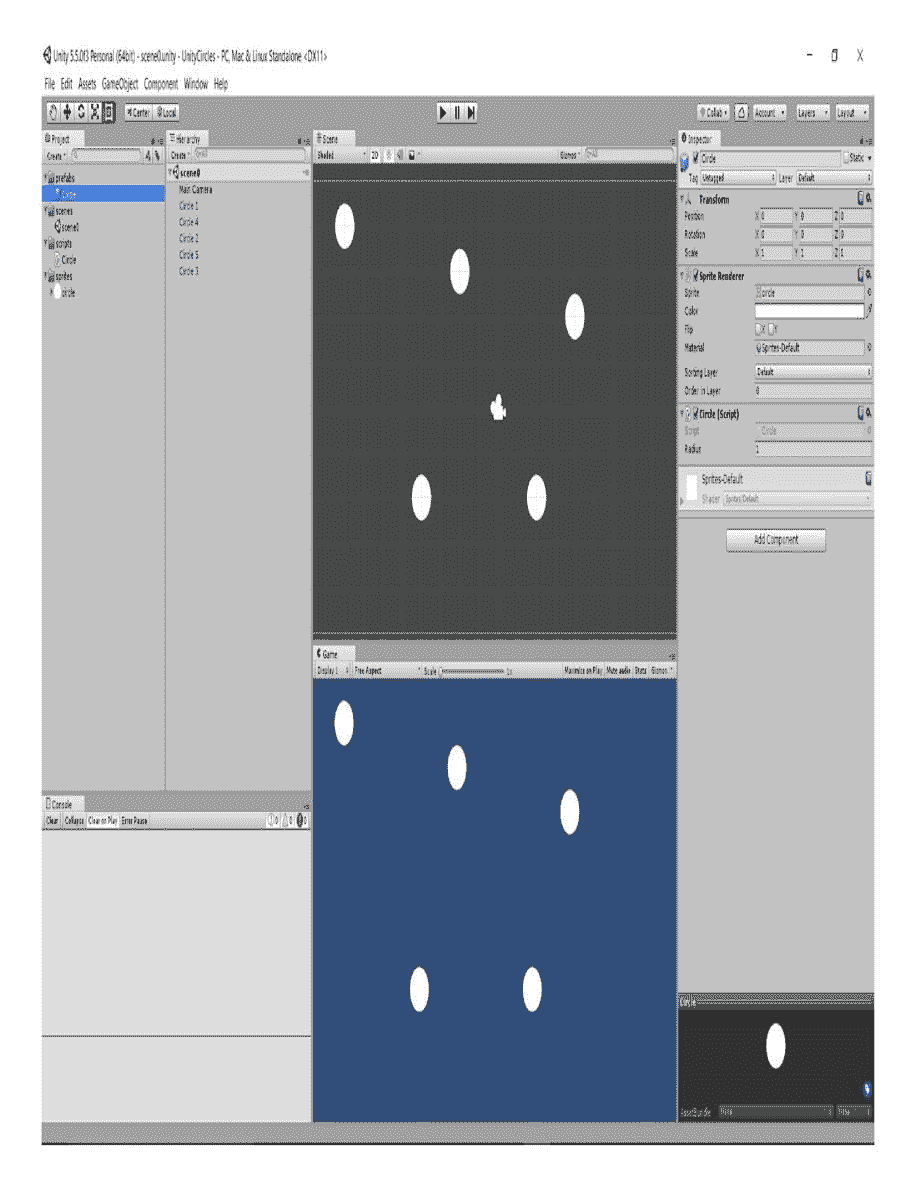 Unity 5.5.0f3 Personal (64bit) - scene0.unity - UnityCircles - PC, Mac & Linux Standalone <DX11>
File Edit Assets GameObject Component Window Help
Center Local
Collab Account Layers Layout
Project
Create
prefabs
Circle
scenes
scene0
scripts
Circle
sprites
circle
Hierarchy
Create
scene0
Main Camera
Circle 1
Circle 4
Circle 2
Circle 5
Circle 3
Scene
Shaded 2D Gizmos
Game
Display 1 Free Aspect Scale 1x Maximize on Play Mute audio Stats Gizmos
Console
Clear Collapse Clear on Play Error Pause 0 0 0
Inspector
Circle Static
Tag Untagged Layer Default
Transform
Position X 0 Y 0 Z 0
Rotation X 0 Y 0 Z 0
Scale X 1 Y 1 Z 1
Sprite Renderer
Sprite circle
Color
Flip X Y
Material Sprites-Default
Sorting Layer Default
Order in Layer 0
Circle (Script)
Script Circle
Radius 1
Sprites-Default
Shader Sprites/Default
Add Component
Circle
AssetBundle None None